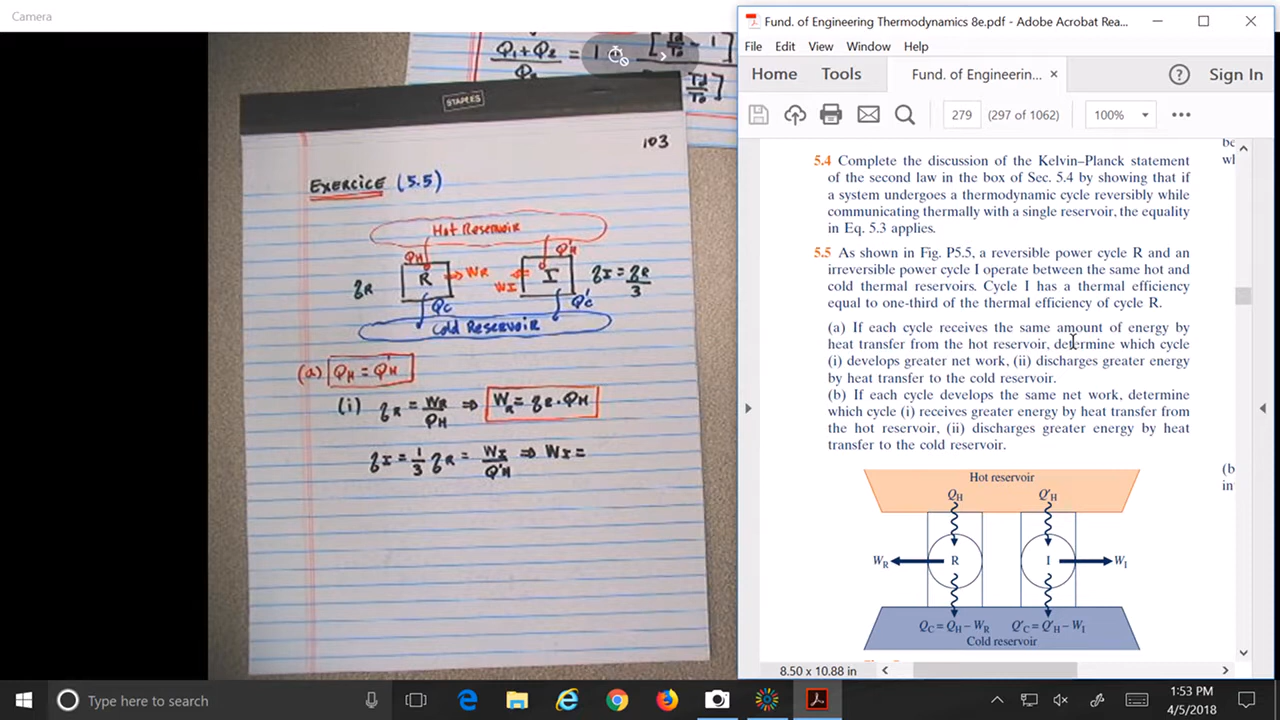 Camera
Q1+Q2 = 1
[Td/T0 - 1]
STAPLES
103
EXERCICE (5.5)
Hot Reservoir
QH
Q'H
ηR
R
WR
WI
I
ηI = ηR/3
QC
Q'C
Cold Reservoir
(a) QH = Q'H
(i) ηR = WR/QH ⇒ WR = ηR · QH
ηI = 1/3 ηR = WI/Q'H ⇒ WI =
Fund. of Engineering Thermodynamics 8e.pdf - Adobe Acrobat Rea...
File Edit View Window Help
Home Tools Fund. of Engineerin... × ? Sign In
279 (297 of 1062) 100%
5.4 Complete the discussion of the Kelvin–Planck statement
of the second law in the box of Sec. 5.4 by showing that if
a system undergoes a thermodynamic cycle reversibly while
communicating thermally with a single reservoir, the equality
in Eq. 5.3 applies.
5.5 As shown in Fig. P5.5, a reversible power cycle R and an
irreversible power cycle I operate between the same hot and
cold thermal reservoirs. Cycle I has a thermal efficiency
equal to one-third of the thermal efficiency of cycle R.
(a) If each cycle receives the same amount of energy by
heat transfer from the hot reservoir, determine which cycle
(i) develops greater net work, (ii) discharges greater energy
by heat transfer to the cold reservoir.
(b) If each cycle develops the same net work, determine
which cycle (i) receives greater energy by heat transfer from
the hot reservoir, (ii) discharges greater energy by heat
transfer to the cold reservoir.
Hot reservoir
QH Q'H
WR R I WI
QC = QH – WR Q'C = Q'H – WI
Cold reservoir
(b
in
8.50 x 10.88 in
Type here to search
1:53 PM
4/5/2018